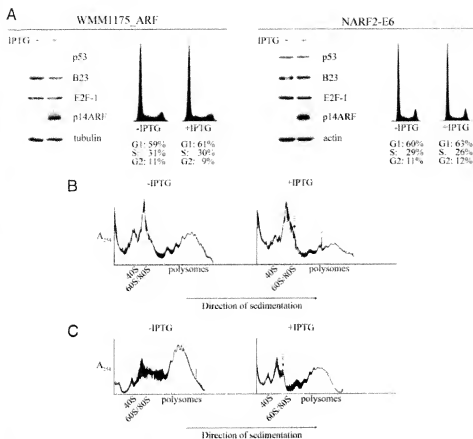 A
WMM1175_ARF
NARF2-E6
IPTG - +
p53
B23
E2F-1
p14ARF
tubulin
-IPTG +IPTG
G1: 59% G1: 61%
S: 31% S: 30%
G2: 11% G2: 9%
IPTG - +
p53
B23
E2F-1
p14ARF
actin
-IPTG +IPTG
G1: 60% G1: 63%
S: 29% S: 26%
G2: 11% G2: 12%
B
-IPTG +IPTG
A254
40S 60S/80S polysomes
40S 60S/80S polysomes
Direction of sedimentation
C
-IPTG +IPTG
A254
40S 60S/80S polysomes
40S 60S/80S polysomes
Direction of sedimentation